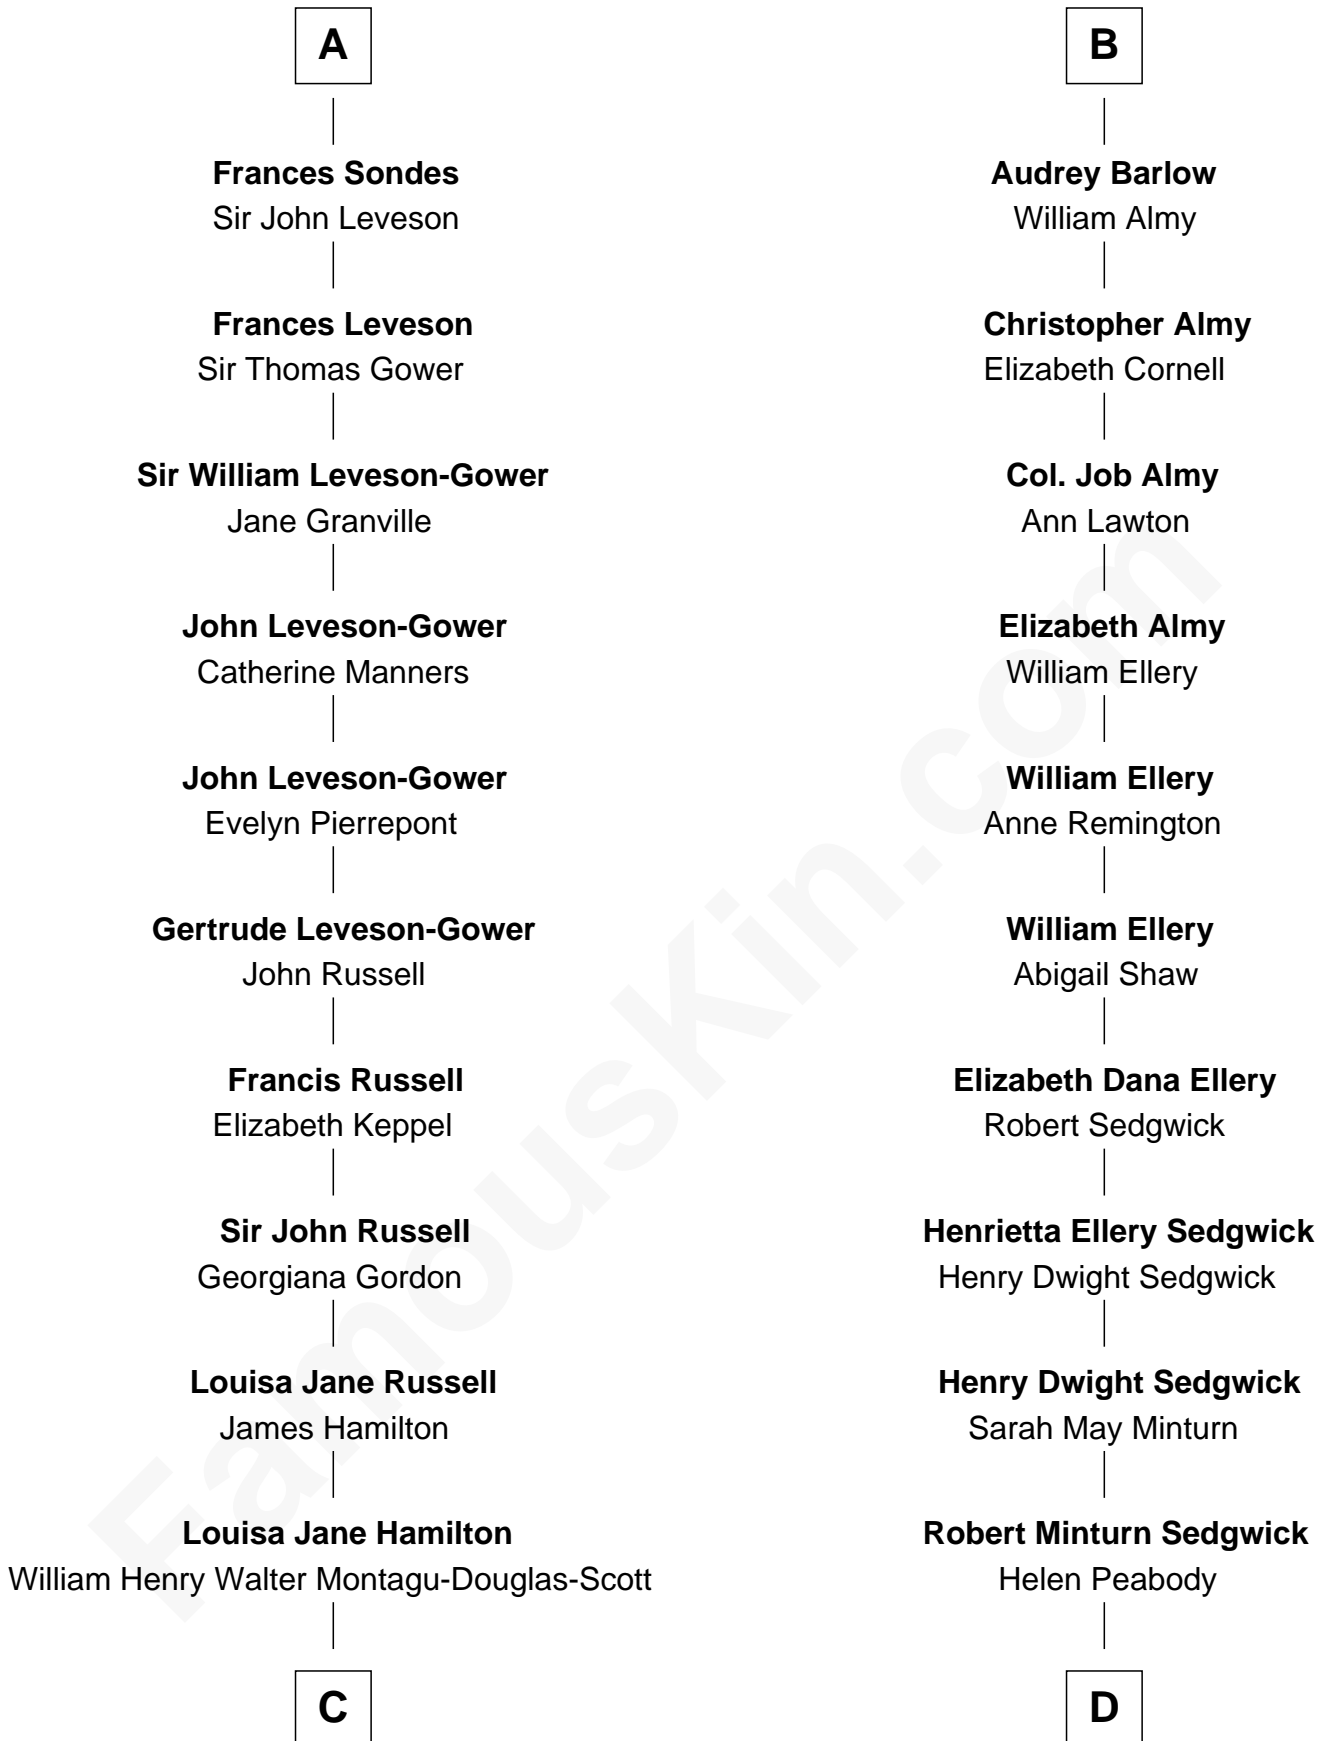 A
Frances Sondes
Sir John Leveson
Frances Leveson
Sir Thomas Gower
Sir William Leveson-Gower
Jane Granville
John Leveson-Gower
Catherine Manners
John Leveson-Gower
Evelyn Pierrepont
Gertrude Leveson-Gower
John Russell
Francis Russell
Elizabeth Keppel
Sir John Russell
Georgiana Gordon
Louisa Jane Russell
James Hamilton
Louisa Jane Hamilton
William Henry Walter Montagu-Douglas-Scott
C
B
Audrey Barlow
William Almy
Christopher Almy
Elizabeth Cornell
Col. Job Almy
Ann Lawton
Elizabeth Almy
William Ellery
William Ellery
Anne Remington
William Ellery
Abigail Shaw
Elizabeth Dana Ellery
Robert Sedgwick
Henrietta Ellery Sedgwick
Henry Dwight Sedgwick
Henry Dwight Sedgwick
Sarah May Minturn
Robert Minturn Sedgwick
Helen Peabody
D
FamousKin.com